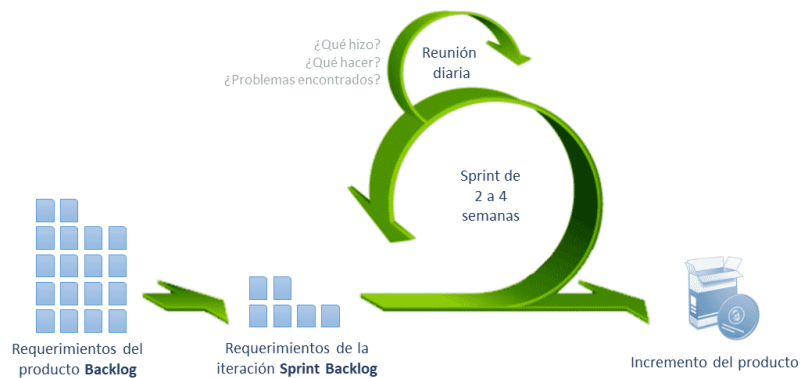 ¿Qué hizo?
¿Qué hacer?
¿Problemas encontrados?
Reunión
diaria
Sprint de
2 a 4
semanas
Requerimientos del
producto Backlog
Requerimientos de la
iteración Sprint Backlog
Incremento del producto